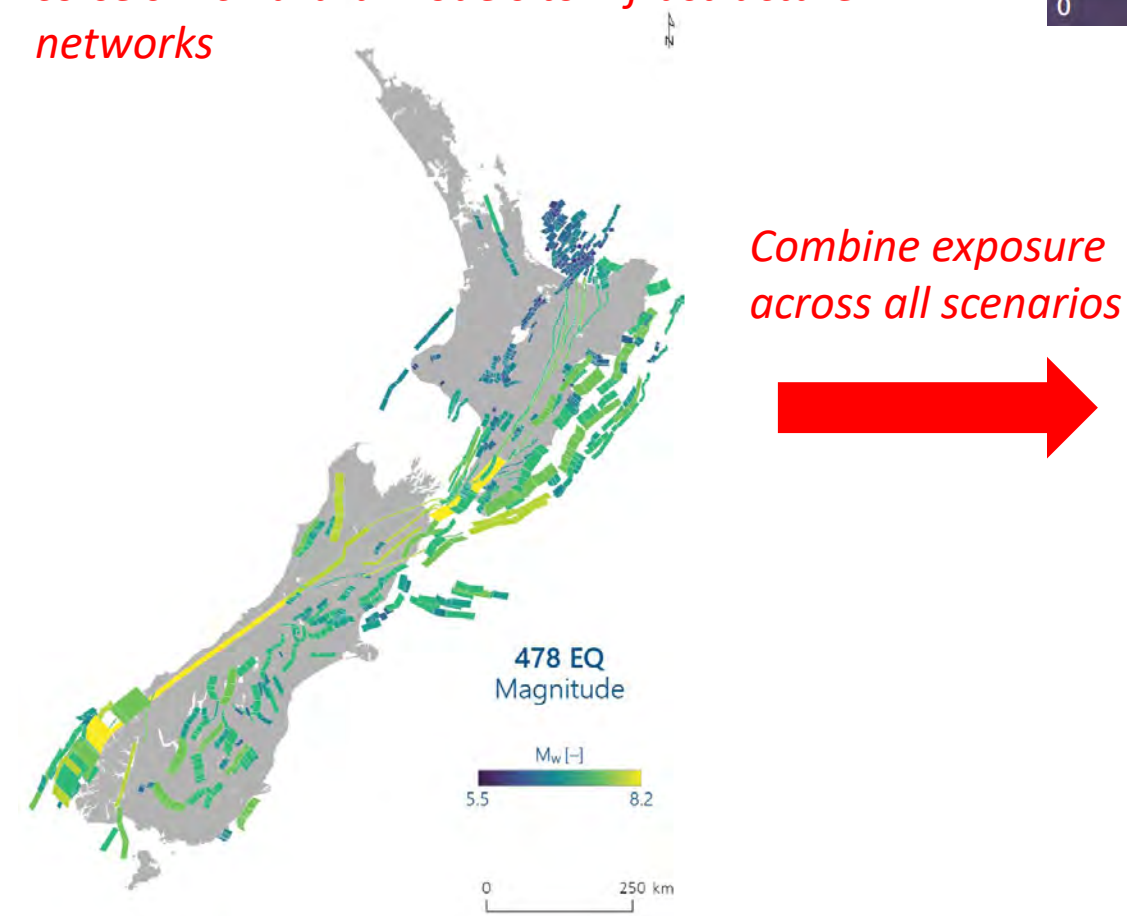 networks
0
N
Combine exposure
across all scenarios
478 EQ
Magnitude
Mw [-]
5.5 8.2
0 250 km